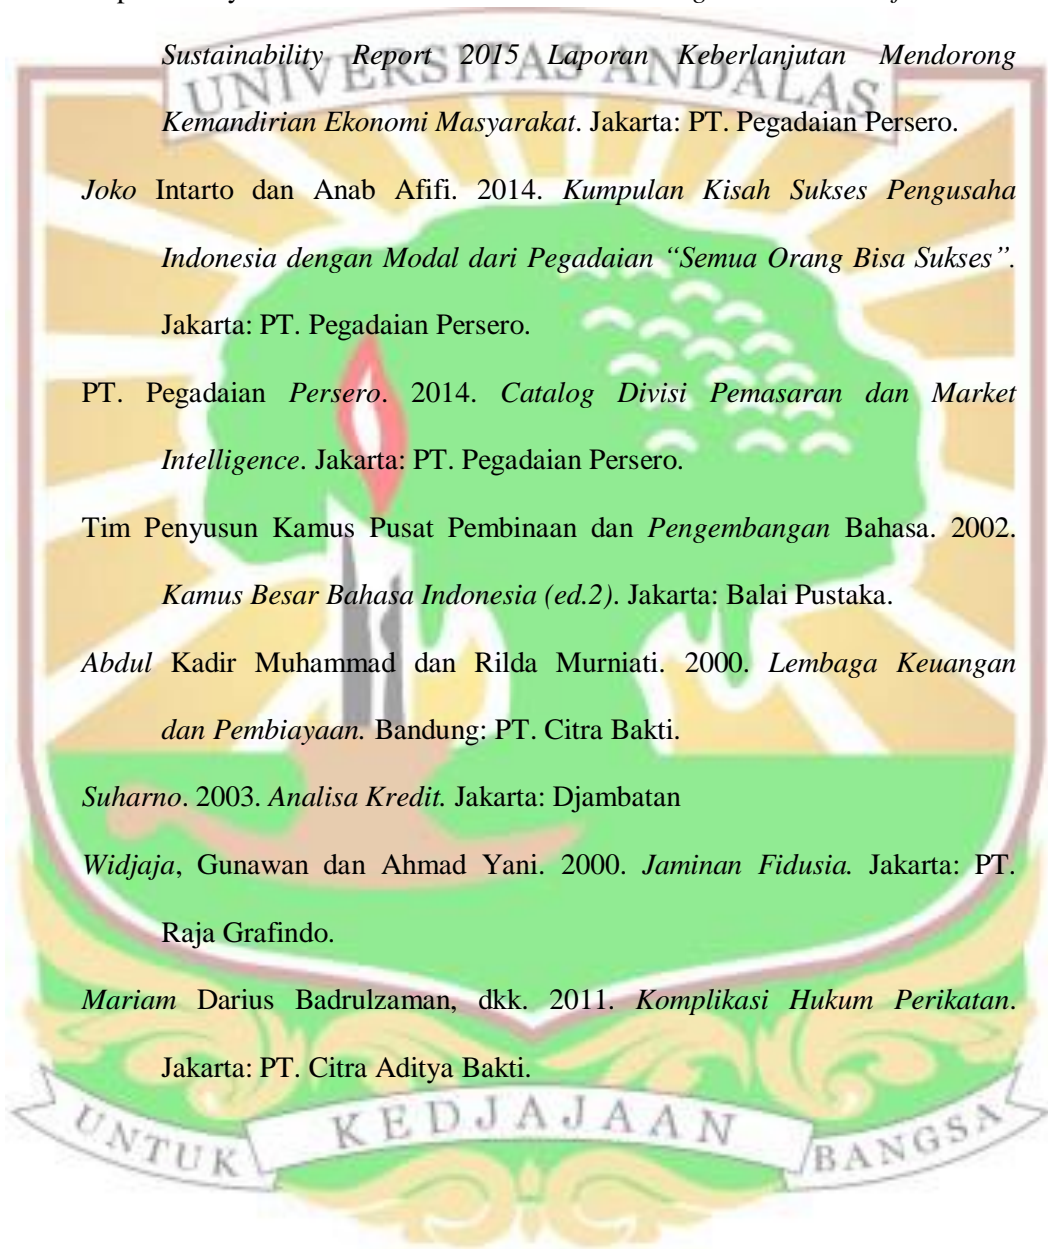 Sustainability Report 2015 Laporan Keberlanjutan Mendorong
Kemandirian Ekonomi Masyarakat. Jakarta: PT. Pegadaian Persero.
Joko Intarto dan Anab Afifi. 2014. Kumpulan Kisah Sukses Pengusaha
Indonesia dengan Modal dari Pegadaian “Semua Orang Bisa Sukses”.
Jakarta: PT. Pegadaian Persero.
PT. Pegadaian Persero. 2014. Catalog Divisi Pemasaran dan Market
Intelligence. Jakarta: PT. Pegadaian Persero.
Tim Penyusun Kamus Pusat Pembinaan dan Pengembangan Bahasa. 2002.
Kamus Besar Bahasa Indonesia (ed.2). Jakarta: Balai Pustaka.
Abdul Kadir Muhammad dan Rilda Murniati. 2000. Lembaga Keuangan
dan Pembiayaan. Bandung: PT. Citra Bakti.
Suharno. 2003. Analisa Kredit. Jakarta: Djambatan
Widjaja, Gunawan dan Ahmad Yani. 2000. Jaminan Fidusia. Jakarta: PT.
Raja Grafindo.
Mariam Darius Badrulzaman, dkk. 2011. Komplikasi Hukum Perikatan.
Jakarta: PT. Citra Aditya Bakti.
UNIVERSITAS ANDALAS
UNTUK KEDJAJAAN BANGSA